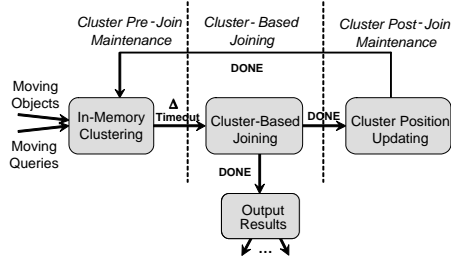 Cluster Pre-Join
Maintenance
Cluster-Based
Joining
Cluster Post-Join
Maintenance
DONE
Moving
Objects
Moving
Queries
In-Memory
Clustering
Δ
Timeout
Cluster-Based
Joining
DONE
Cluster Position
Updating
DONE
Output
Results
...